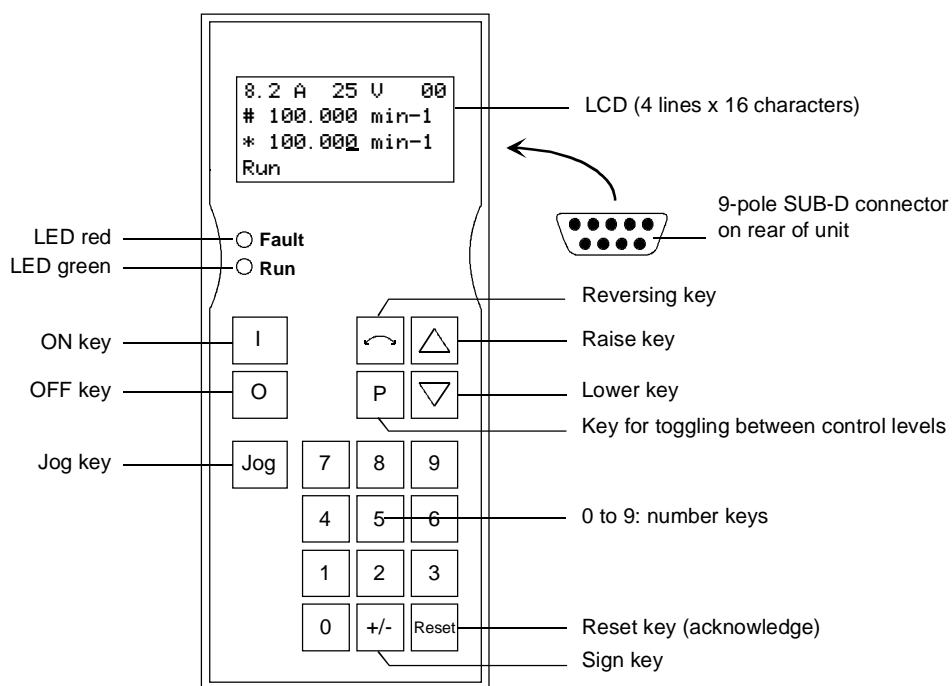 8.2 A 25 V 00
# 100.000 min-1
* 100.000 min-1
Run
LCD (4 lines x 16 characters)
9-pole SUB-D connector
on rear of unit
LED red
Fault
LED green
Run
Reversing key
ON key
I
Raise key
OFF key
O
P
Lower key
Key for toggling between control levels
Jog key
Jog
7
8
9
4
5
6
0 to 9: number keys
1
2
3
0
+/-
Reset
Reset key (acknowledge)
Sign key